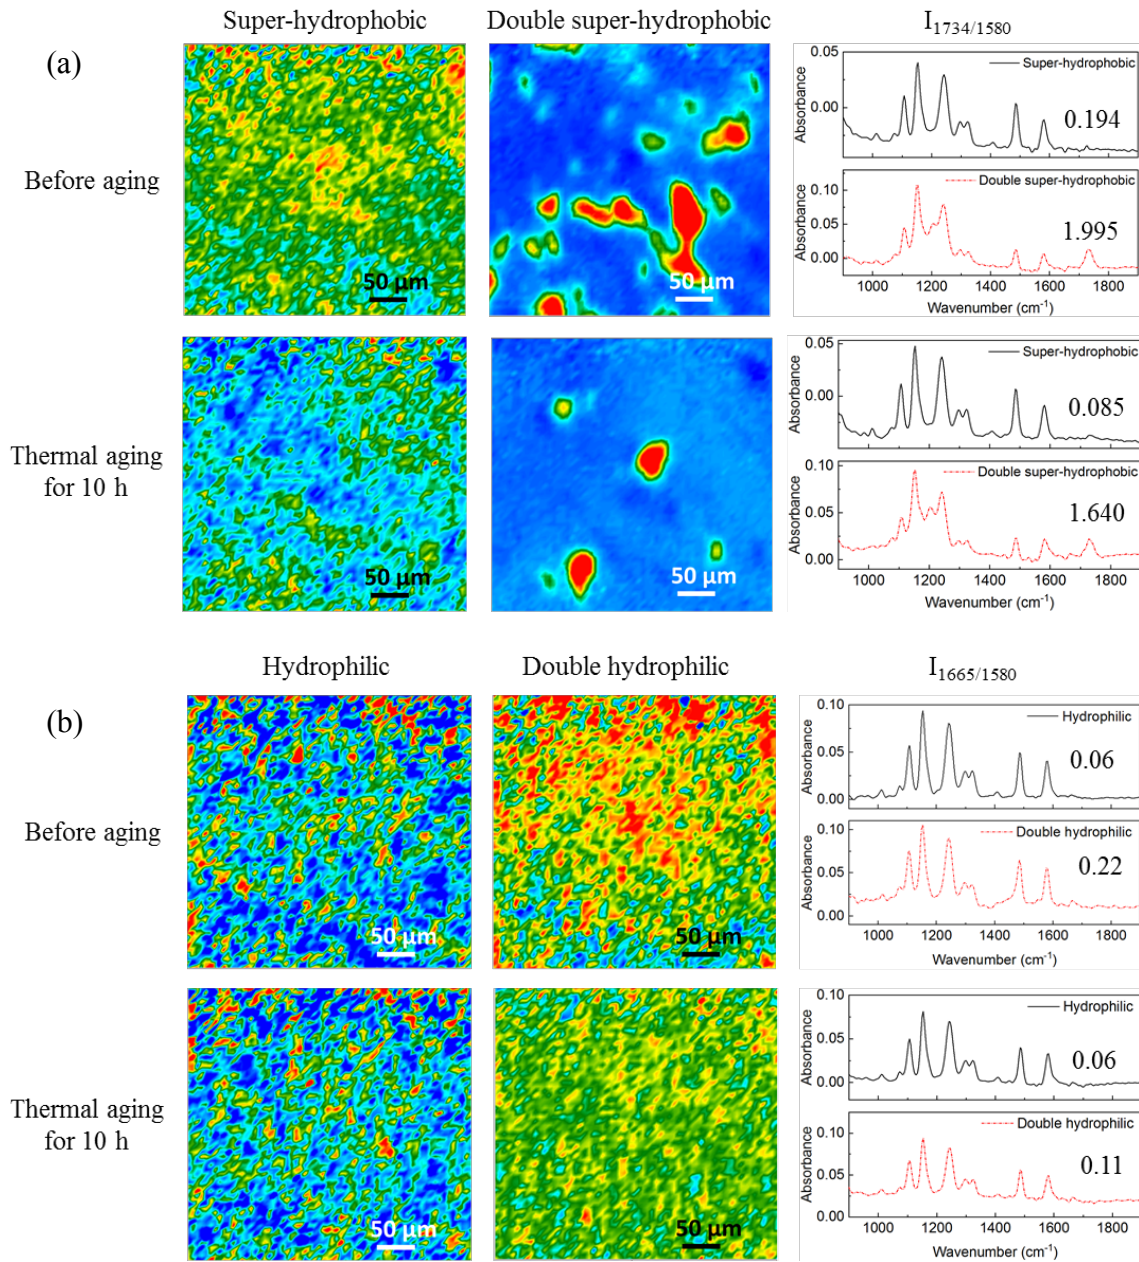 Super-hydrophobic Double super-hydrophobic I1734/1580
(a)
Before aging
50 µm
50 µm
0.05
0.00
Absorbance
Super-hydrophobic
0.194
0.10
0.05
0.00
Absorbance
Double super-hydrophobic
1.995
1000 1200 1400 1600 1800
Wavenumber (cm-1)
Thermal aging
for 10 h
50 µm
50 µm
0.05
0.00
Absorbance
Super-hydrophobic
0.085
0.10
0.05
0.00
Absorbance
Double super-hydrophobic
1.640
1000 1200 1400 1600 1800
Wavenumber (cm-1)
Hydrophilic Double hydrophilic I1665/1580
(b)
Before aging
50 µm
50 µm
0.10
0.05
0.00
Absorbance
Hydrophilic
0.06
0.10
0.05
0.00
Absorbance
Double hydrophilic
0.22
1000 1200 1400 1600 1800
Wavenumber (cm-1)
Thermal aging
for 10 h
50 µm
50 µm
0.10
0.05
0.00
Absorbance
Hydrophilic
0.06
0.10
0.05
0.00
Absorbance
Double hydrophilic
0.11
1000 1200 1400 1600 1800
Wavenumber (cm-1)